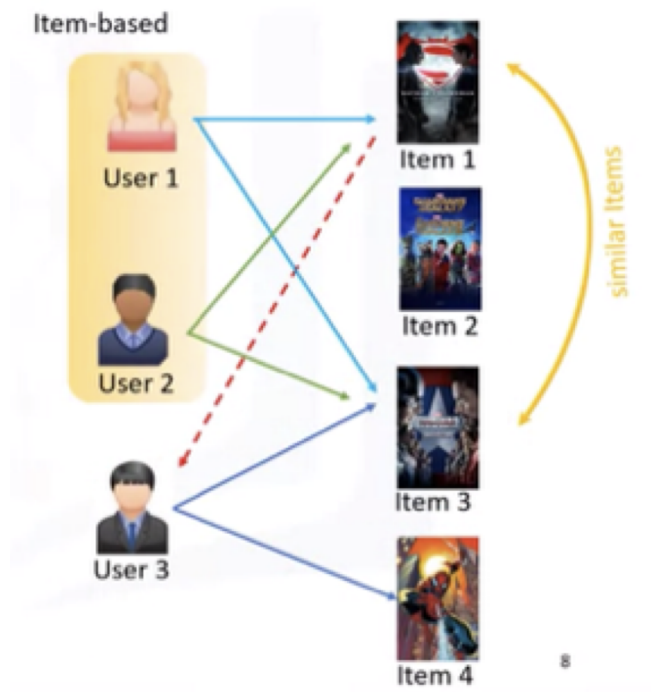 Item-based
User 1
Item 1
Item 2
similar Items
User 2
Item 3
User 3
Item 4
8